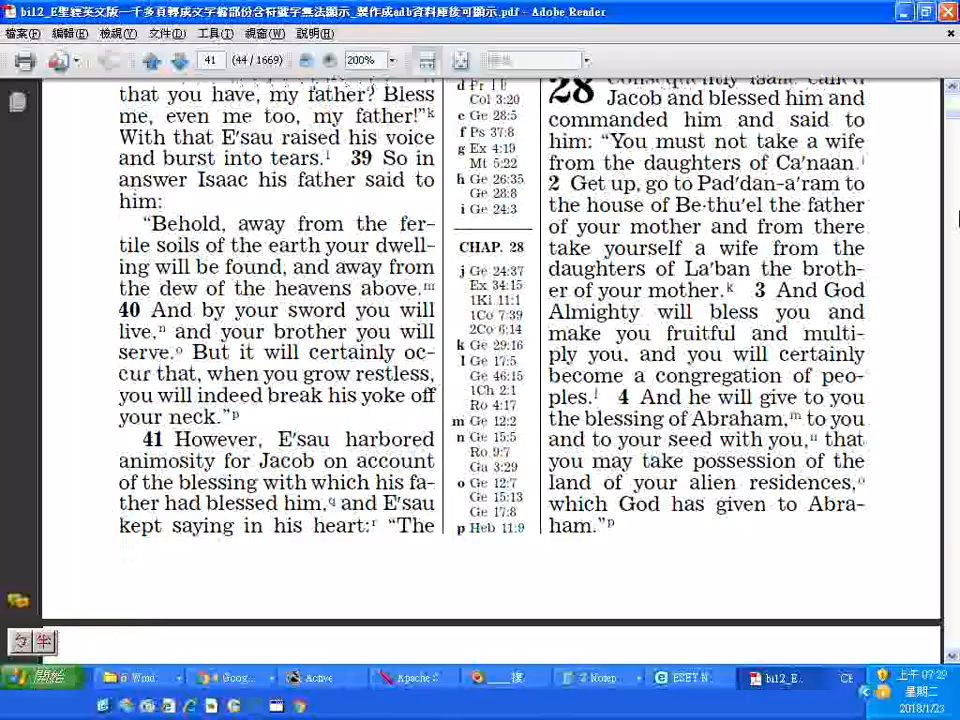 bi12_E聖經英文版—千多頁轉成文字檔部份含符號字無法顯示_製作成adb資料庫後可顯示.pdf - Adobe Reader
檔案(F) 編輯(E) 檢視(V) 文件(D) 工具(T) 視窗(W) 說明(H)
41 (44 / 1669) 200%
that you have, my father? Bless
me, even me too, my father!”k
With that E′sau raised his voice
and burst into tears.l 39 So in
answer Isaac his father said to
him:
“Behold, away from the fer-
tile soils of the earth your dwell-
ing will be found, and away from
the dew of the heavens above.m
40 And by your sword you will
live,n and your brother you will
serve.o But it will certainly oc-
cur that, when you grow restless,
you will indeed break his yoke off
your neck.”p
41 However, E′sau harbored
animosity for Jacob on account
of the blessing with which his fa-
ther had blessed him,q and E′sau
kept saying in his heart:r “The
Col 3:20
e Ge 28:5
f Ps 37:8
g Ex 4:19
Mt 5:22
h Ge 26:35
Ge 28:8
i Ge 24:3
CHAP. 28
j Ge 24:37
Ex 34:15
1Ki 11:1
1Co 7:39
2Co 6:14
k Ge 29:16
l Ge 17:5
Ge 46:15
1Ch 2:1
Ro 4:17
m Ge 12:2
n Ge 15:5
Ro 9:7
Ga 3:29
o Ge 12:7
Ge 15:13
Ge 17:8
p Heb 11:9
28 Consequently Isaac called
Jacob and blessed him and
commanded him and said to
him: “You must not take a wife
from the daughters of Ca′naan.j
2 Get up, go to Pad′dan-a′ram to
the house of Be·thu′el the father
of your mother and from there
take yourself a wife from the
daughters of La′ban the broth-
er of your mother.k 3 And God
Almighty will bless you and
make you fruitful and multi-
ply you, and you will certainly
become a congregation of peo-
ples.l 4 And he will give to you
the blessing of Abraham,m to you
and to your seed with you,n that
you may take possession of the
land of your alien residences,o
which God has given to Abra-
ham.”p
ㄅ 半
開始 6 Wind... Goog... Active Apache 2 7 Notep... ESET N... bi12_E... CH
上午 07:29
星期二
2018/1/23